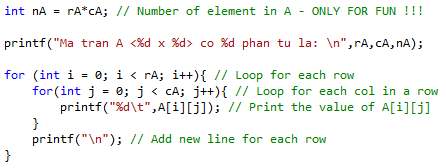 int nA = rA*cA; // Number of element in A - ONLY FOR FUN !!!
printf("Ma tran A <%d x %d> co %d phan tu la: \n",rA,cA,nA);
for (int i = 0; i < rA; i++){ // Loop for each row
for(int j = 0; j < cA; j++){ // Loop for each col in a row
printf("%d\t",A[i][j]); // Print the value of A[i][j]
}
printf("\n"); // Add new line for each row
}